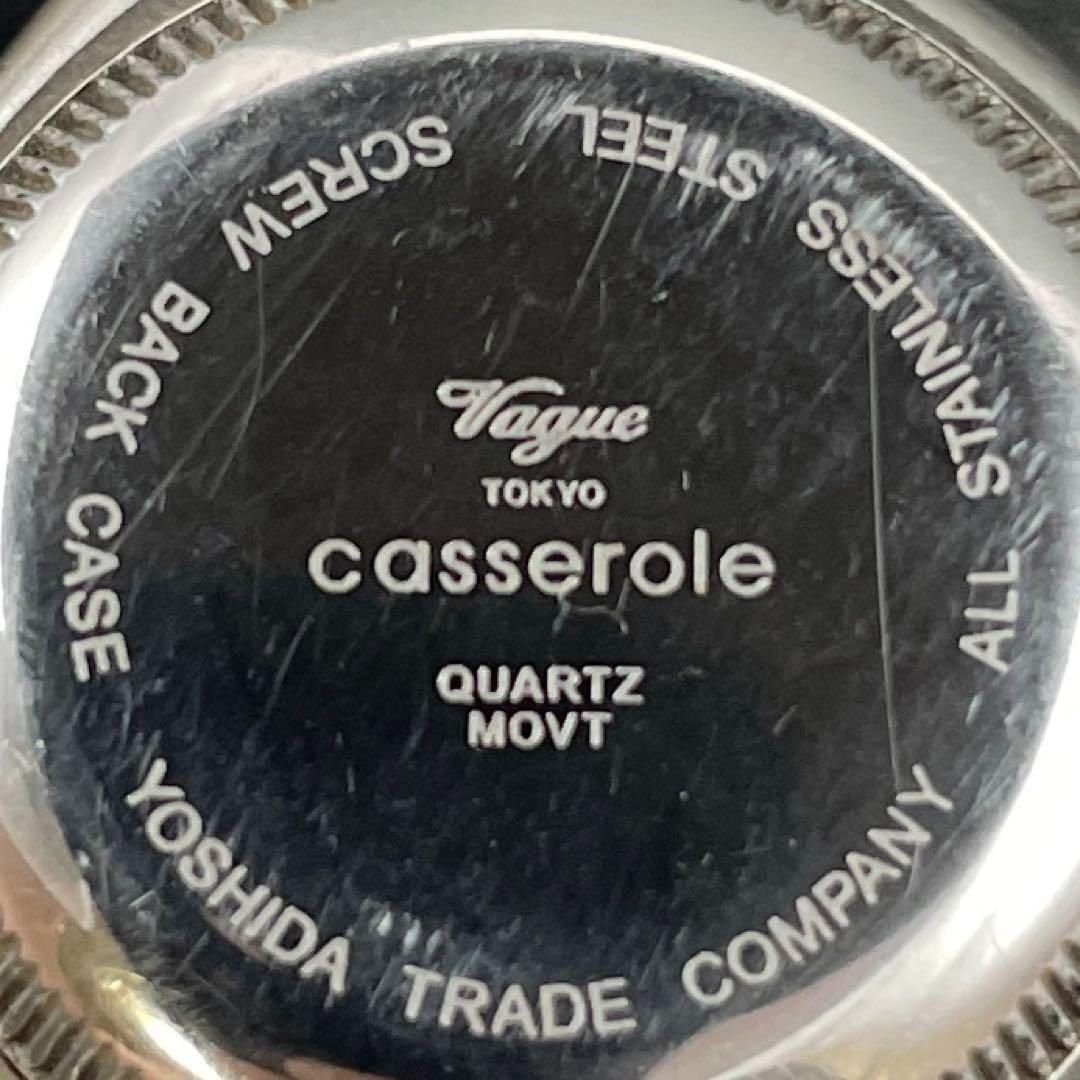 Vague
TOKYO
casserole
QUARTZ
MOVT
SCREW BACK CASE
YOSHIDA TRADE COMPANY
ALL STAINLESS STEEL